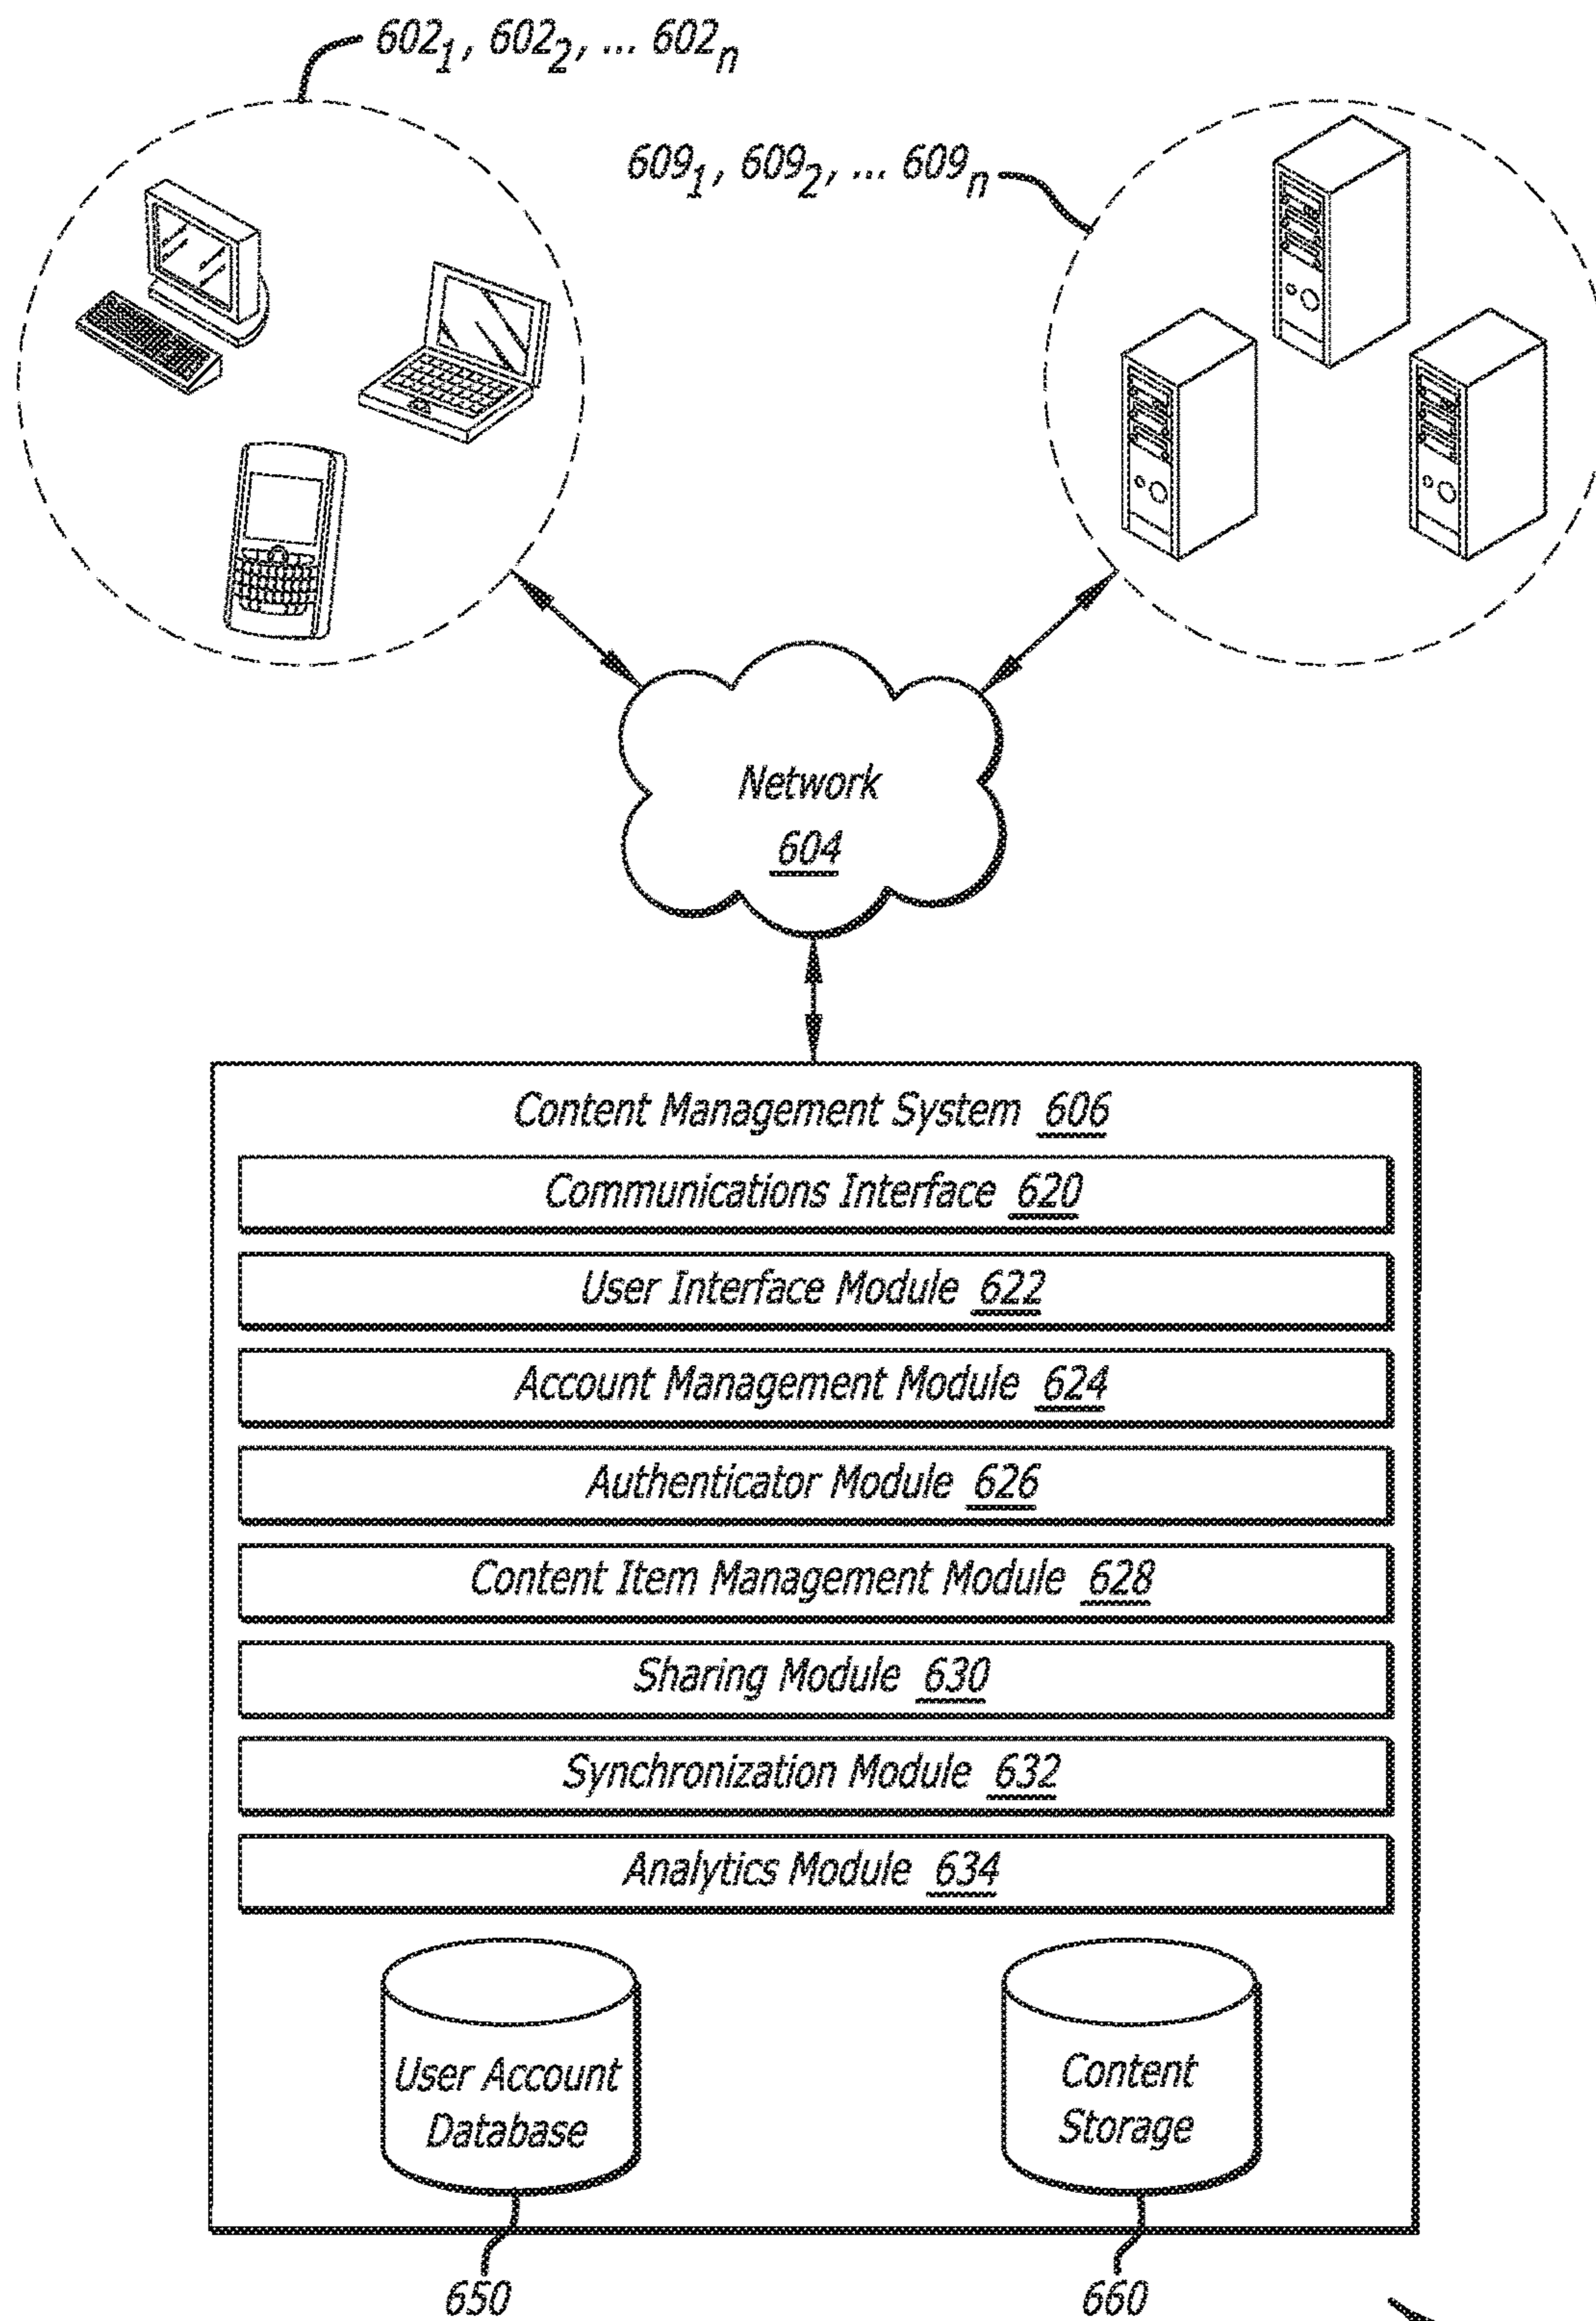 602₁, 602₂, ... 602ₙ
609₁, 609₂, ... 609ₙ
Network
604
Content Management System 606
Communications Interface 620
User Interface Module 622
Account Management Module 624
Authenticator Module 626
Content Item Management Module 628
Sharing Module 630
Synchronization Module 632
Analytics Module 634
User Account
Database
Content
Storage
650
660